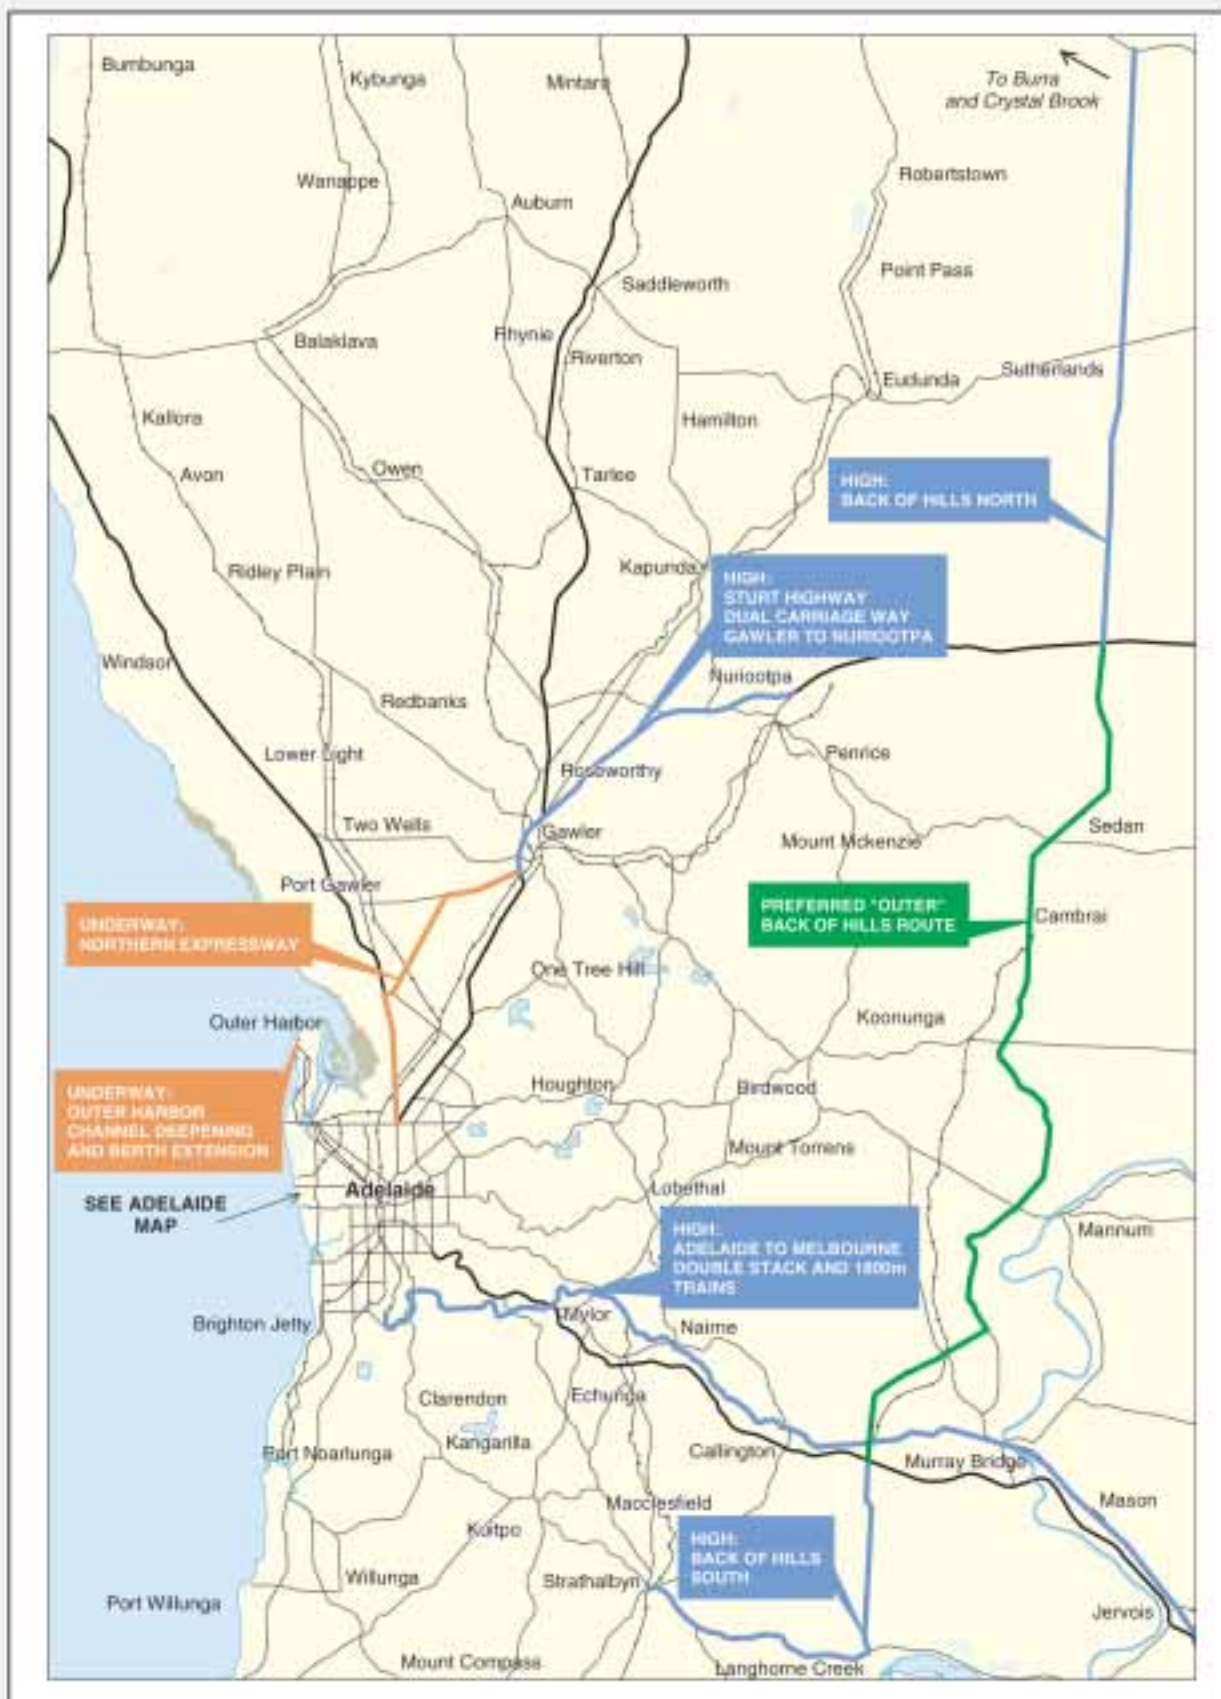 Bumbunga
Kybunga
Mintaro
To Burra
and Crystal Brook
Wanappe
Auburn
Robertstown
Point Pass
Saddleworth
Balaklava
Rhynie
Riverton
Eudunda
Sutherlands
Kallora
Hamilton
Avon
Owen
Tarlee
HIGH:
BACK OF HILLS NORTH
Ridley Plain
Kapunda
HIGH:
STURT HIGHWAY
DUAL CARRIAGE WAY
GAWLER TO NURIOOTPA
Windsor
Nuriootpa
Redbanks
Lower Light
Roseworthy
Penrice
Two Wells
Gawler
Mount Mckenzie
Sedan
Port Gawler
PREFERRED "OUTER"
BACK OF HILLS ROUTE
Cambrai
UNDERWAY:
NORTHERN EXPRESSWAY
One Tree Hill
Outer Harbor
Koonunga
UNDERWAY:
OUTER HARBOR
CHANNEL DEEPENING
AND BERTH EXTENSION
Houghton
Birdwood
Mount Torrens
Adelaide
Lobethal
SEE ADELAIDE
MAP
HIGH:
ADELAIDE TO MELBOURNE
DOUBLE STACK AND 1800m
TRAINS
Mannum
Brighton Jetty
Mylor
Nairne
Clarendon
Echunga
Kangarilla
Port Noarlunga
Callington
Murray Bridge
Macclesfield
Mason
Kuitpo
HIGH:
BACK OF HILLS
SOUTH
Willunga
Strathalbyn
Port Willunga
Jervois
Mount Compass
Langhorne Creek